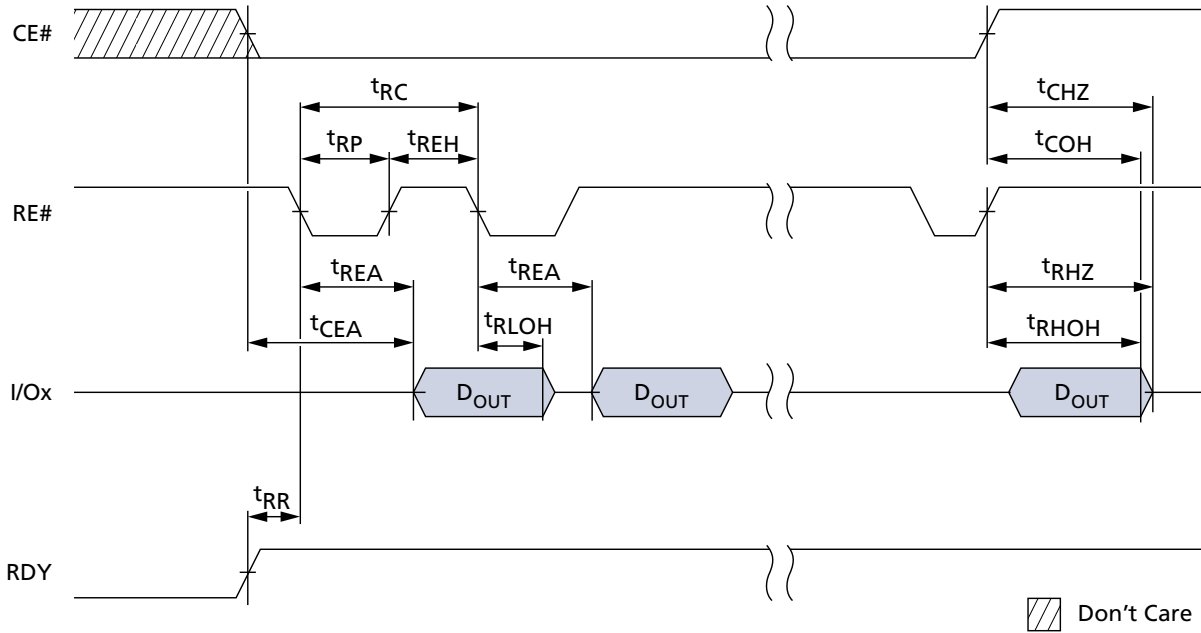 CE#
tRC
tCHZ
tRP
tREH
tCOH
RE#
tREA
tREA
tRHZ
tCEA
tRLOH
tRHOH
I/Ox
DOUT
DOUT
DOUT
tRR
RDY
Don't Care